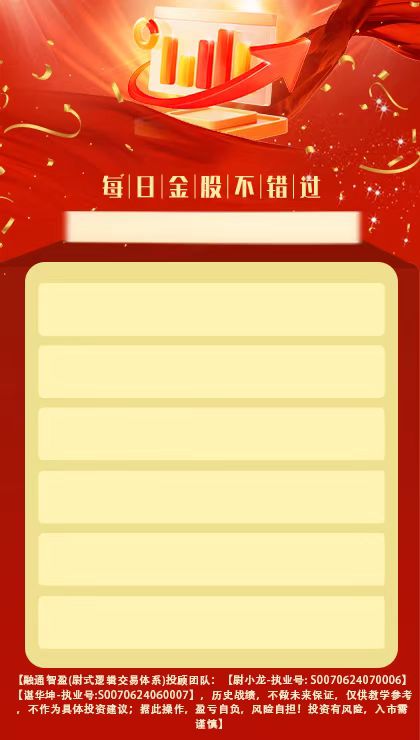 每日金股不错过
【融通智盈(尉式逻辑交易体系)投顾团队：【尉小龙-执业号: S0070624070006】
【谌华坤-执业号:S0070624060007】，历史战绩，不做未来保证，仅供教学参考
，不作为具体投资建议；据此操作，盈亏自负，风险自担！投资有风险，入市需
谨慎】